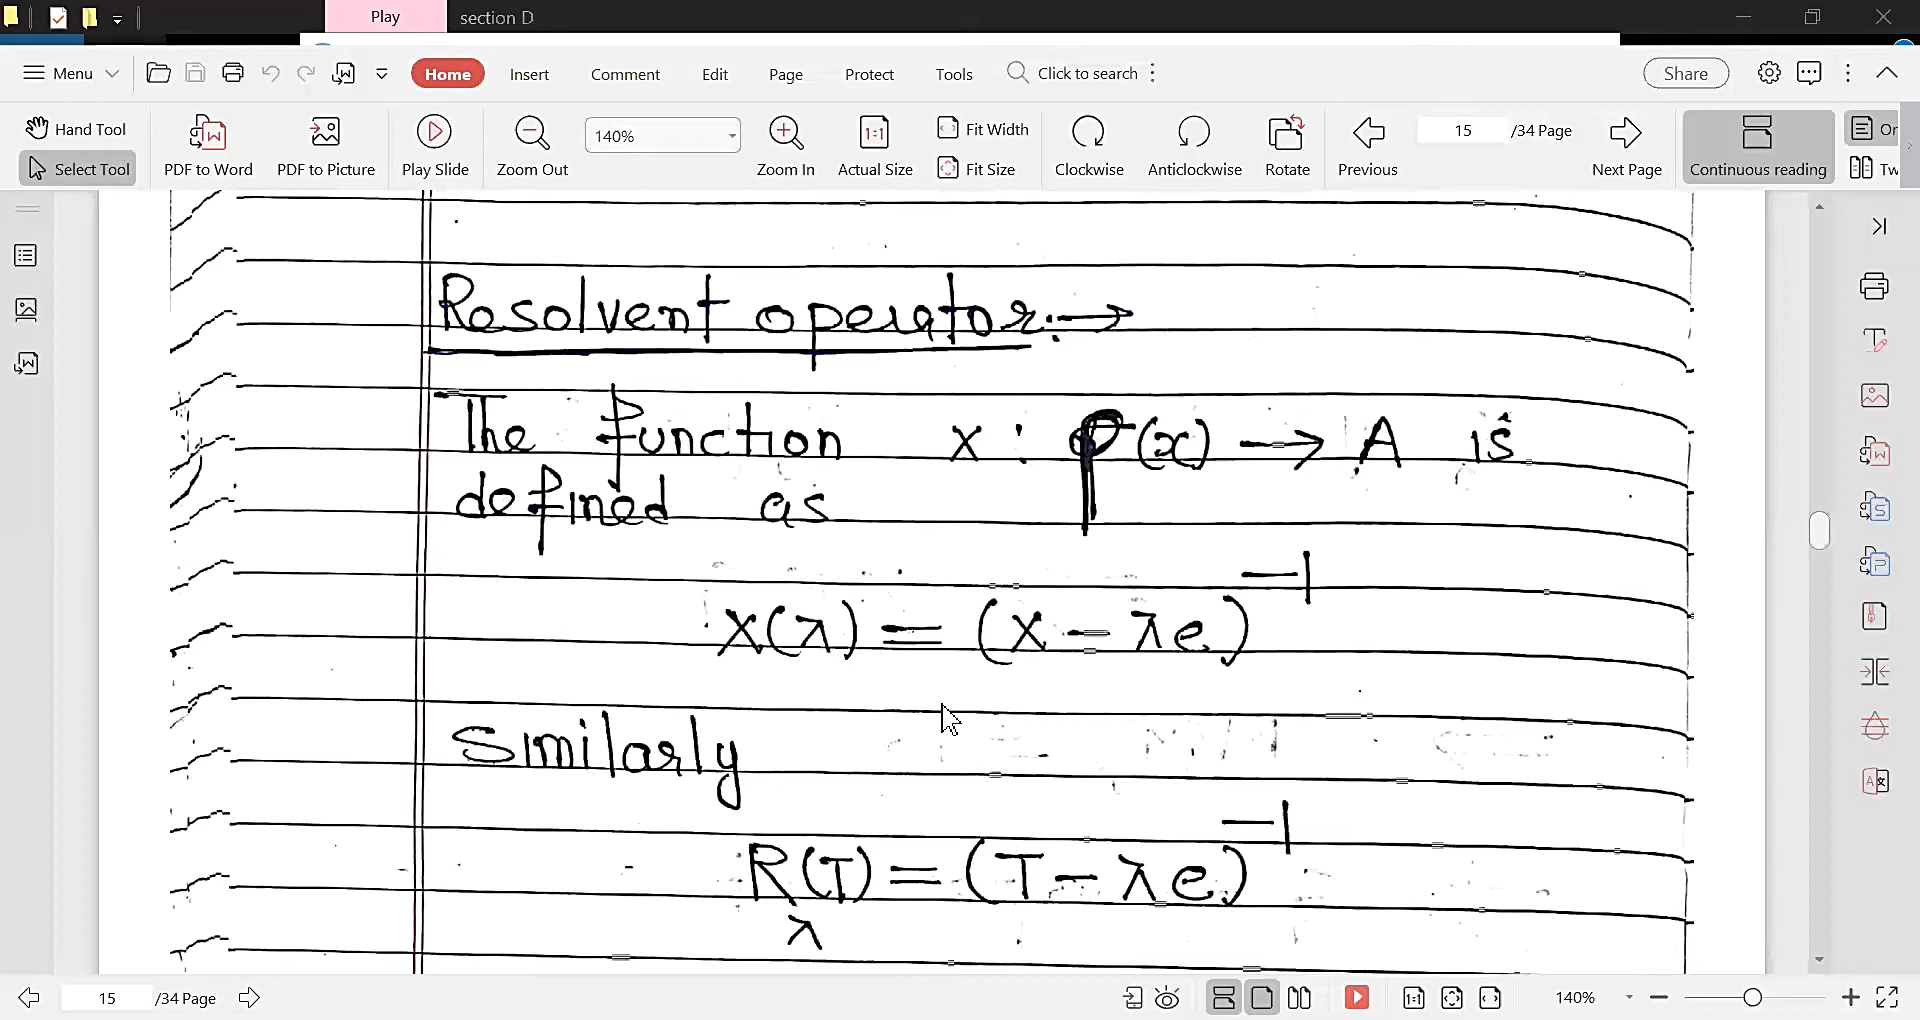 Play section D
Menu Home Insert Comment Edit Page Protect Tools Click to search Share
Hand Tool 140% Fit Width 15 /34 Page
Select Tool PDF to Word PDF to Picture Play Slide Zoom Out Zoom In Actual Size Fit Size Clockwise Anticlockwise Rotate Previous Next Page Continuous reading Tw
Resolvent operator:→
The function x : ρ(x) → A is
defined as
x(λ) = (x − λe)⁻¹
Similarly
R_λ(T) = (T − λe)⁻¹
15 /34 Page 140%